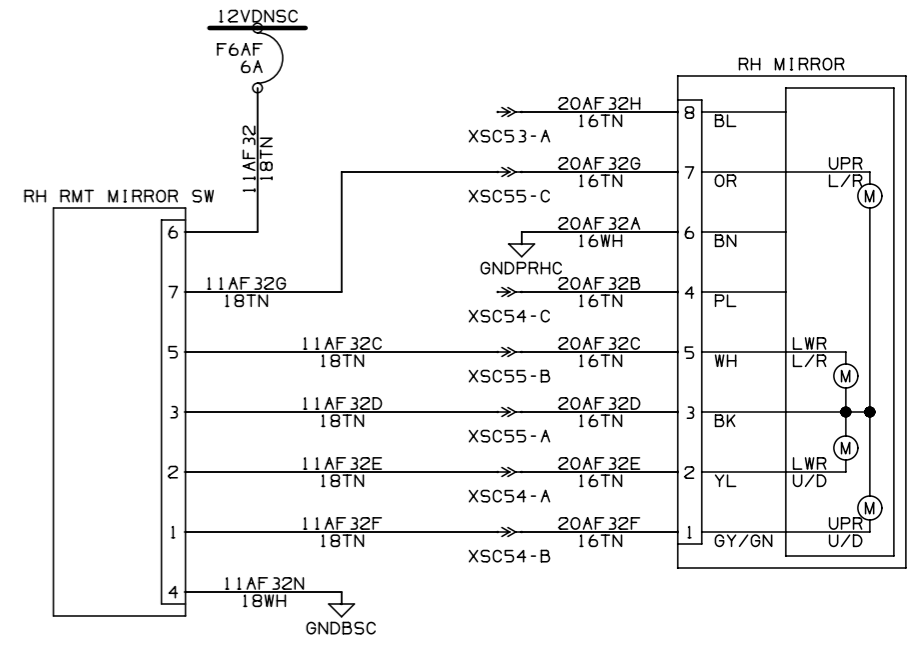 12VDNSC
F6AF
6A
11AF32
18TN
RH MIRROR
20AF32H
16TN
XSC53-A
8
BL
20AF32G
16TN
XSC55-C
7
OR
UPR
L/R
M
RH RMT MIRROR SW
6
20AF32A
16WH
GNDPRHC
6
BN
7
11AF32G
18TN
20AF32B
16TN
XSC54-C
4
PL
5
11AF32C
18TN
20AF32C
16TN
XSC55-B
5
WH
LWR
L/R
M
3
11AF32D
18TN
20AF32D
16TN
XSC55-A
3
BK
M
2
11AF32E
18TN
20AF32E
16TN
XSC54-A
2
YL
LWR
U/D
M
1
11AF32F
18TN
20AF32F
16TN
XSC54-B
1
GY/GN
UPR
U/D
4
11AF32N
18WH
GNDBSC